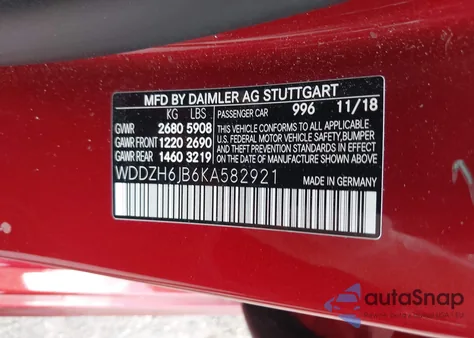 MFD BY DAIMLER AG STUTTGART
KG LBS PASSENGER CAR 996 11/18
GVWR 2680 5908 THIS VEHICLE CONFORMS TO ALL APPLICABLE
GAWR FRONT 1220 2690 U.S. FEDERAL MOTOR VEHICLE SAFETY, BUMPER
GAWR REAR 1460 3219 AND THEFT PREVENTION STANDARDS IN
EFFECT ON THE DATE OF MANUFACTURE
SHOWN ABOVE.
WDDZH6JB6KA582921 MADE IN GERMANY
autoSnap